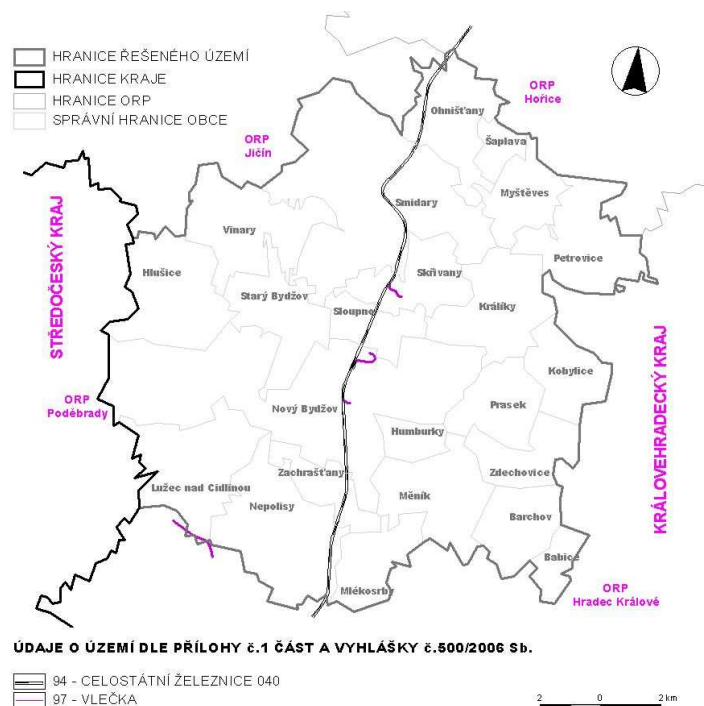 HRANICE ŘEŠENÉHO ÚZEMÍ
HRANICE KRAJE
HRANICE ORP
SPRÁVNÍ HRANICE OBCE
ORP
Hořice
Ohnišťany
Šaplava
ORP
Jičín
Myštěves
Smidary
Vinary
Petrovice
Hlušice
Skřivany
STŘEDOČESKÝ KRAJ
Starý Bydžov
Králíky
Sloupno
KRÁLOVEHRADECKÝ KRAJ
Kobylice
ORP
Poděbrady
Prasek
Nový Bydžov
Humburky
Zachrašťany
Zdechovice
Lužec nad Cidlinou
Nepolisy
Měník
Barchov
Babice
Mlékosrby
ORP
Hradec Králové
ÚDAJE O ÚZEMÍ DLE PŘÍLOHY č.1 ČÁST A VYHLÁŠKY č.500/2006 Sb.
94 - CELOSTÁTNÍ ŽELEZNICE 040
97 - VLEČKA
2 0 2 km